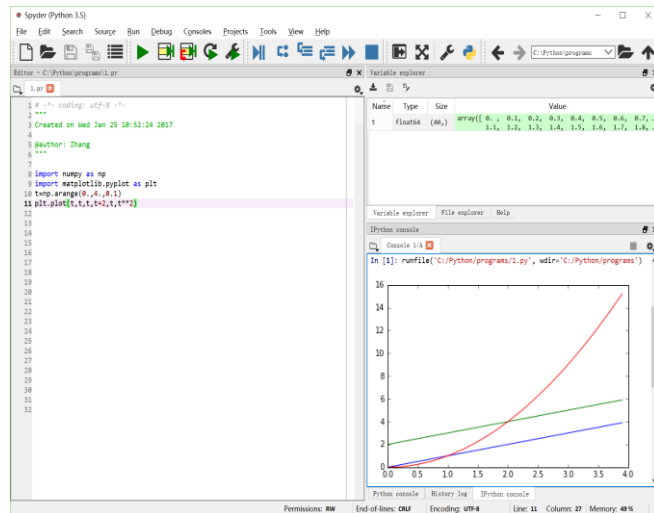 Spyder (Python 3.5)
File Edit Search Source Run Debug Consoles Projects Tools View Help
C:\Python\programs
Editor - C:\Python\programs\1.py
1.py
1 # -*- coding: utf-8 -*-
2 """
3 Created on Wed Jan 25 10:52:24 2017
4
5 @author: Zhang
6 """
7
8 import numpy as np
9 import matplotlib.pyplot as plt
10 t=np.arange(0.,4.,0.1)
11 plt.plot(t,t,t,t+2,t,t**2)
12
13
14
15
16
17
18
19
20
21
22
23
24
25
26
27
28
29
30
31
32
Variable explorer
Name Type Size Value
t float64 (40,) array([ 0. , 0.1, 0.2, 0.3, 0.4, 0.5, 0.6, 0.7,
1.1, 1.2, 1.3, 1.4, 1.5, 1.6, 1.7, 1.8,
Variable explorer File explorer Help
IPython console
Console 1/A
In [1]: runfile('C:/Python/programs/1.py', wdir='C:/Python/programs')
16
14
12
10
8
6
4
2
0
0.0 0.5 1.0 1.5 2.0 2.5 3.0 3.5 4.0
Python console History log IPython console
Permissions: RW End-of-lines: CRLF Encoding: UTF-8 Line: 11 Column: 27 Memory: 49 %